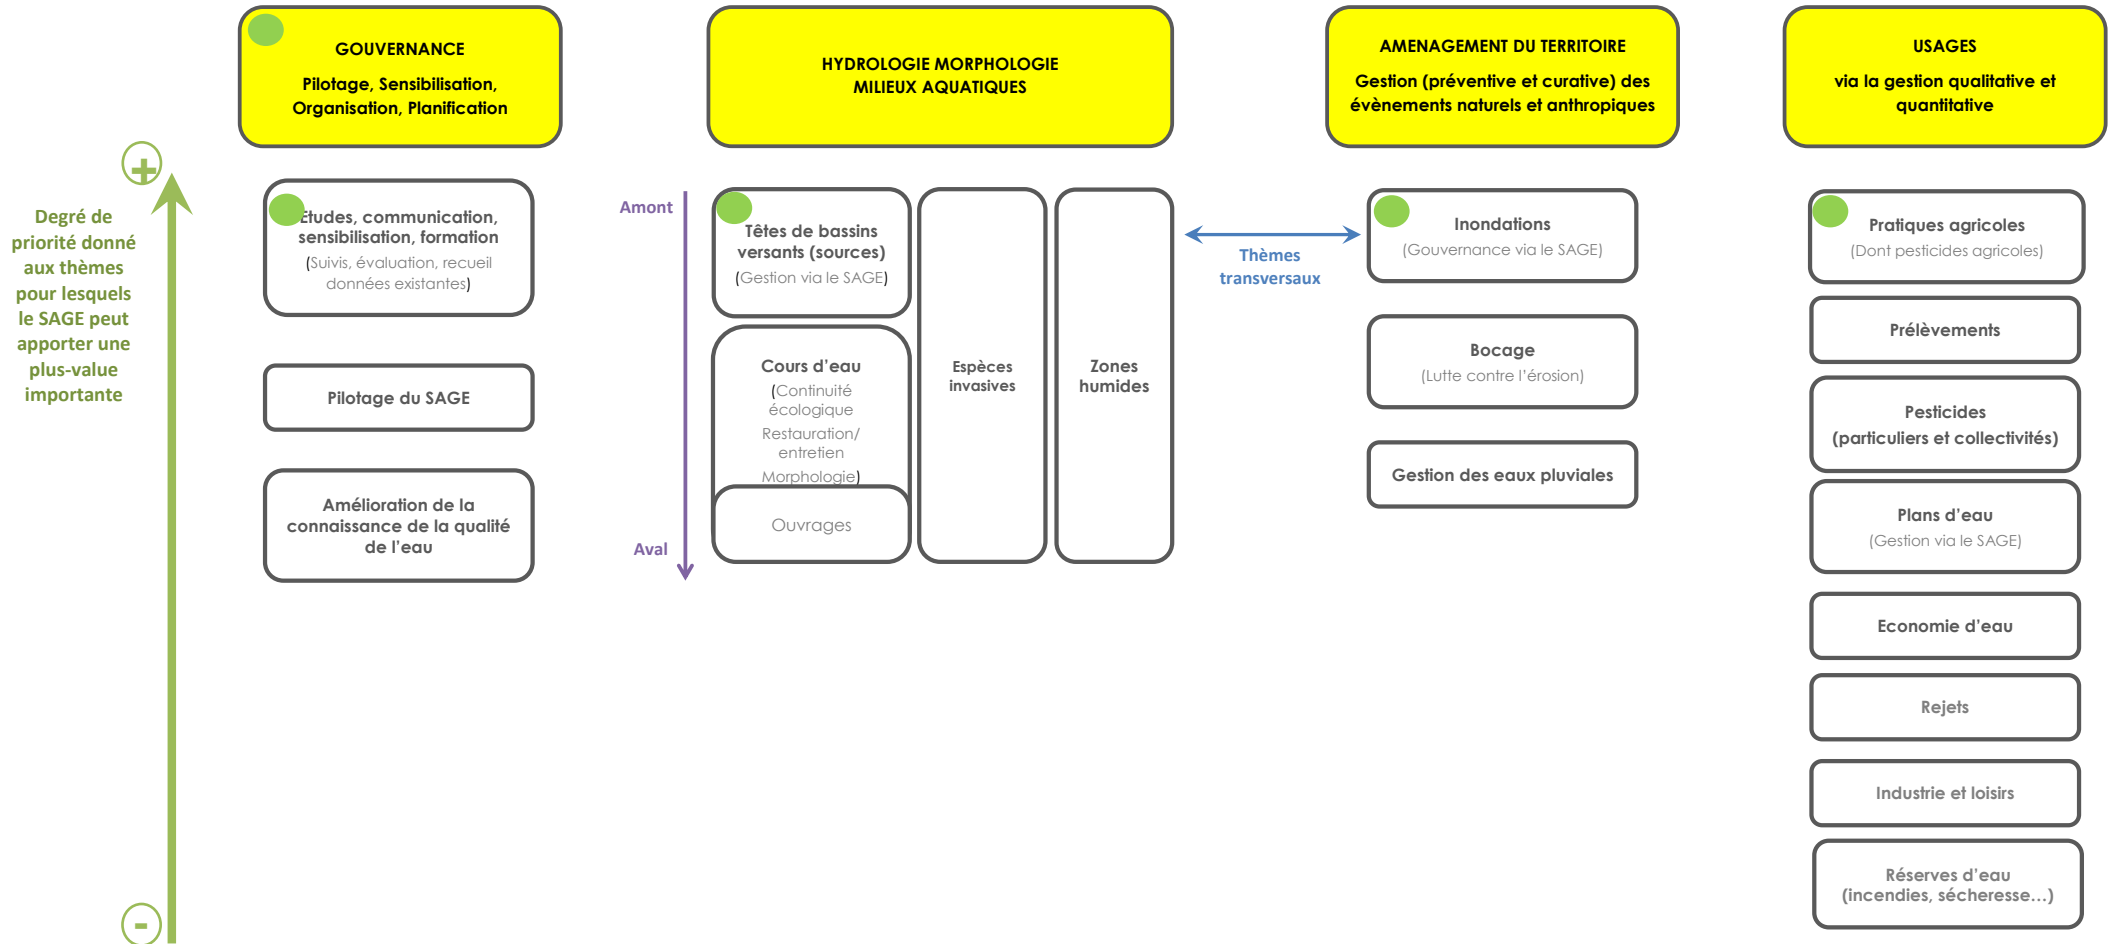 GOUVERNANCE
Pilotage, Sensibilisation,
Organisation, Planification
HYDROLOGIE MORPHOLOGIE
MILIEUX AQUATIQUES
AMENAGEMENT DU TERRITOIRE
Gestion (préventive et curative) des
évènements naturels et anthropiques
USAGES
via la gestion qualitative et
quantitative
+
Degré de
priorité donné
aux thèmes
pour lesquels
le SAGE peut
apporter une
plus-value
importante
-
Etudes, communication,
sensibilisation, formation
(Suivis, évaluation, recueil
données existantes)
Pilotage du SAGE
Amélioration de la
connaissance de la qualité
de l'eau
Amont
Aval
Têtes de bassins
versants (sources)
(Gestion via le SAGE)
Cours d'eau
(Continuité
écologique
Restauration/
entretien
Morphologie)
Ouvrages
Espèces
invasives
Zones
humides
Thèmes
transversaux
Inondations
(Gouvernance via le SAGE)
Bocage
(Lutte contre l'érosion)
Gestion des eaux pluviales
Pratiques agricoles
(Dont pesticides agricoles)
Prélèvements
Pesticides
(particuliers et collectivités)
Plans d'eau
(Gestion via le SAGE)
Economie d'eau
Rejets
Industrie et loisirs
Réserves d'eau
(incendies, sécheresse…)